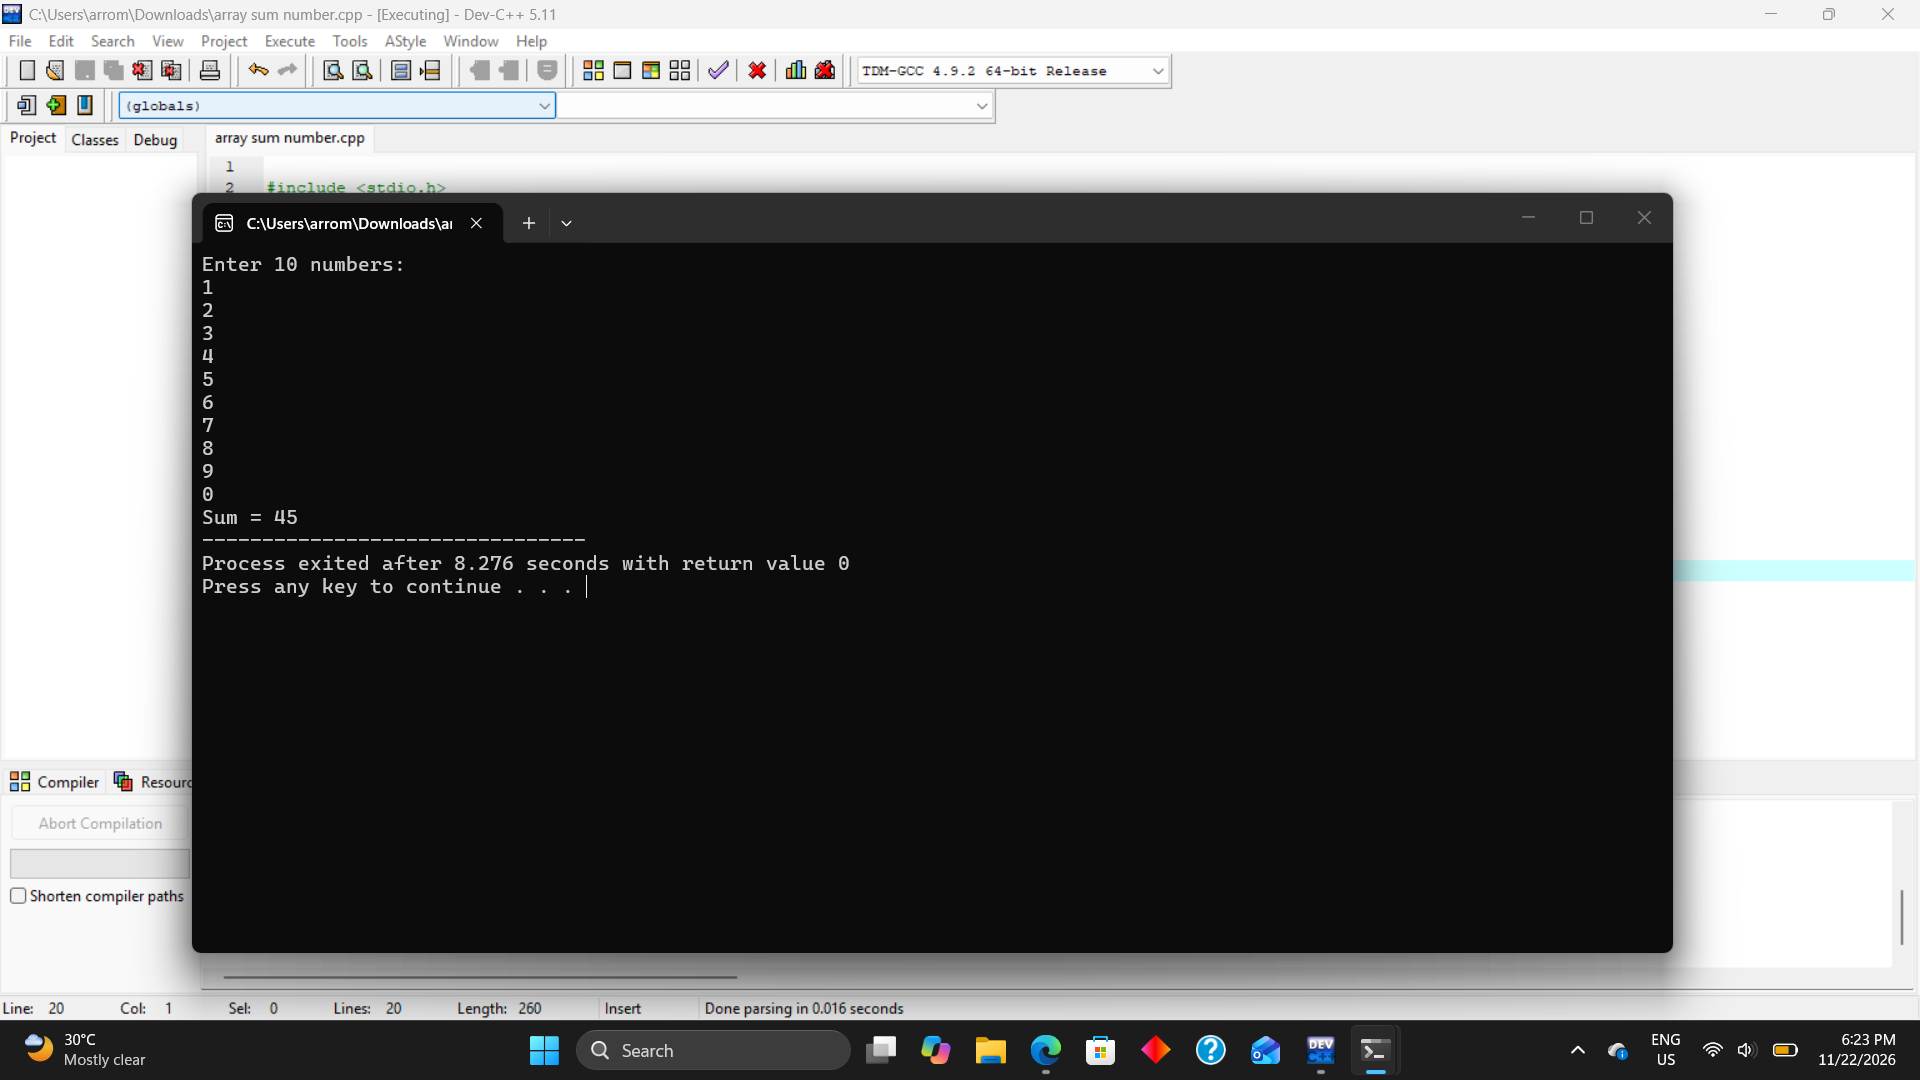 C:\Users\arrom\Downloads\array sum number.cpp - [Executing] - Dev-C++ 5.11
File Edit Search View Project Execute Tools AStyle Window Help
TDM-GCC 4.9.2 64-bit Release
(globals)
Project Classes Debug
array sum number.cpp
1
2 #include <stdio.h>
C:\Users\arrom\Downloads\ar
Enter 10 numbers:
1
2
3
4
5
6
7
8
9
0
Sum = 45
--------------------------------
Process exited after 8.276 seconds with return value 0
Press any key to continue . . .
Compiler Resourc
Abort Compilation
Shorten compiler paths
Line: 20 Col: 1 Sel: 0 Lines: 20 Length: 260 Insert Done parsing in 0.016 seconds
30°C
Mostly clear
Search
DEV
ENG
US
6:23 PM
11/22/2026